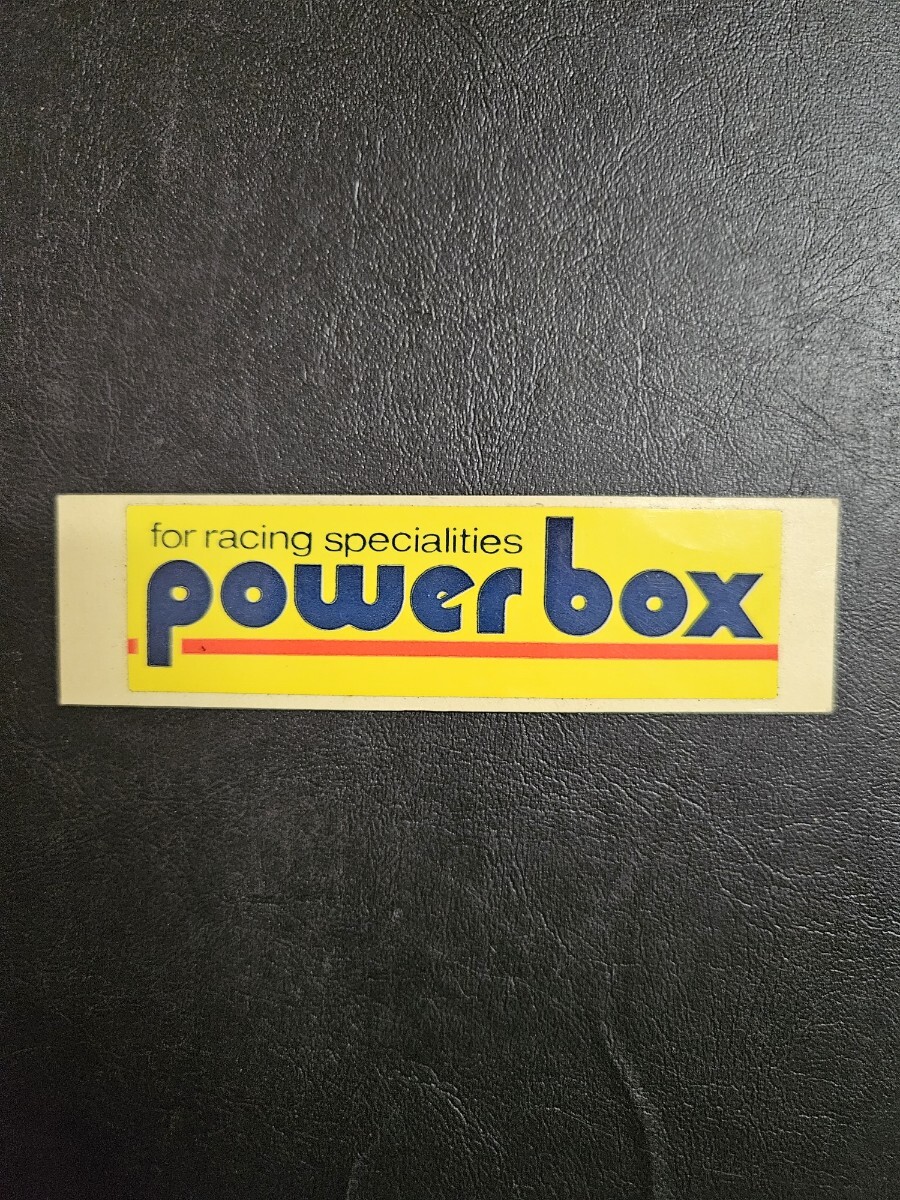 for racing specialities
power box